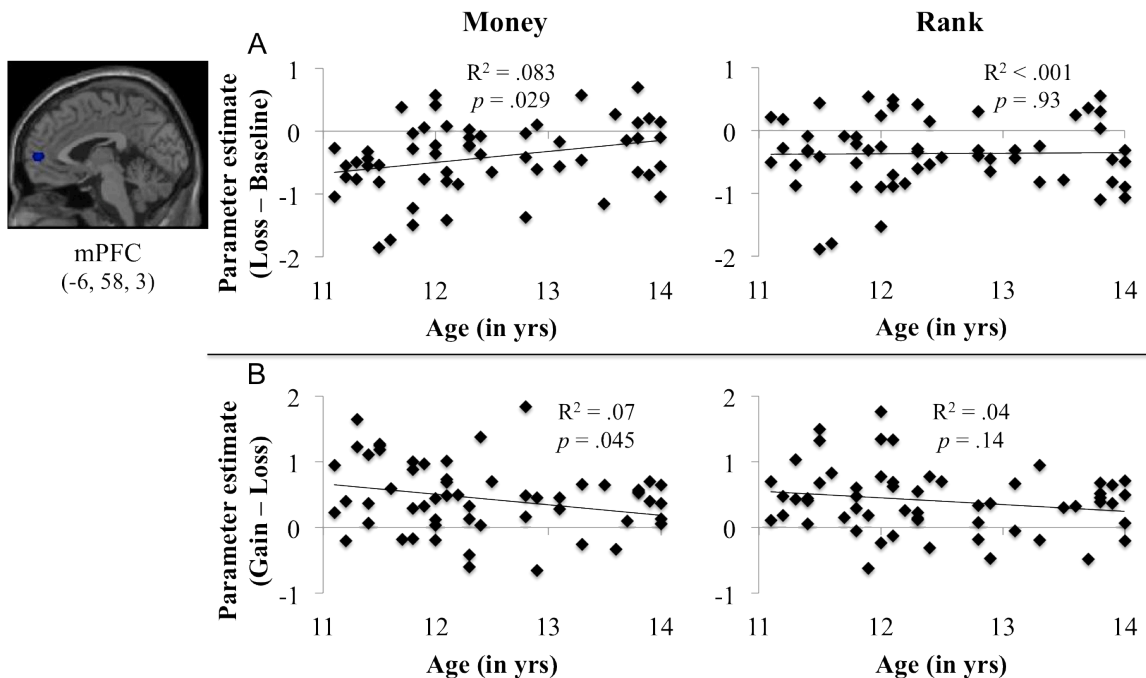 Money
Rank
A
mPFC
(-6, 58, 3)
Parameter estimate
(Loss – Baseline)
1
0
-1
-2
R² = .083
p = .029
11
12
13
14
Age (in yrs)
1
0
-1
-2
R² < .001
p = .93
11
12
13
14
Age (in yrs)
B
Parameter estimate
(Gain – Loss)
2
1
0
-1
R² = .07
p = .045
11
12
13
14
Age (in yrs)
2
1
0
-1
R² = .04
p = .14
11
12
13
14
Age (in yrs)